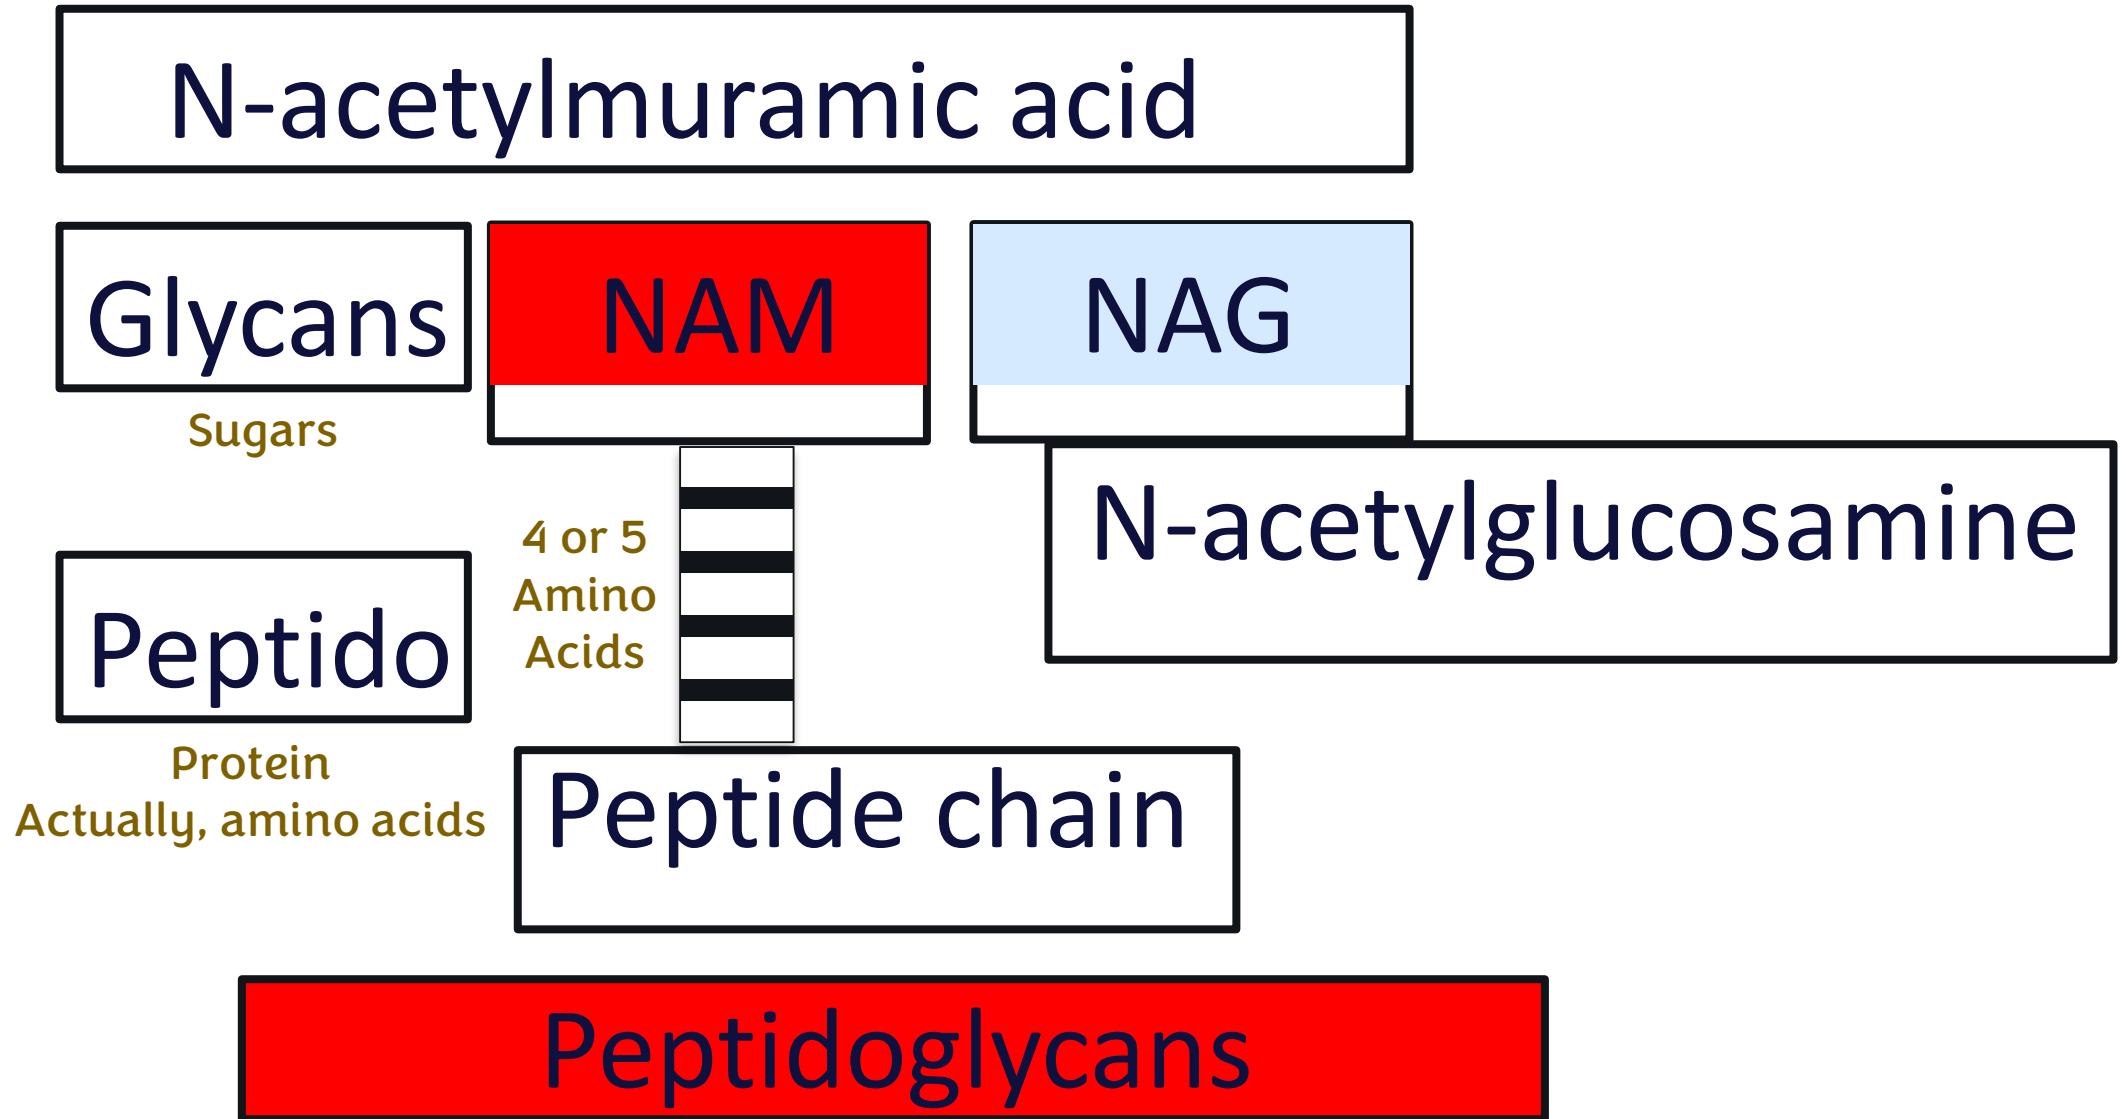 N-acetylmuramic acid
Glycans
NAM
NAG
Sugars
N-acetylglucosamine
4 or 5
Amino
Acids
Peptido
Protein
Actually, amino acids
Peptide chain
Peptidoglycans